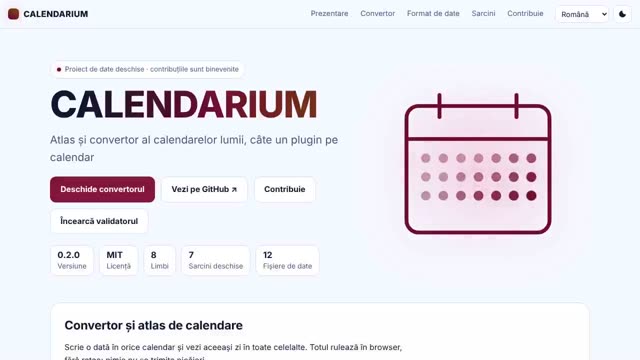 CALENDARIUM
Prezentare
Convertor
Format de date
Sarcini
Contribuie
Română
Proiect de date deschise · contribuțiile sunt binevenite
CALENDARIUM
Atlas și convertor al calendarelor lumii, câte un plugin pe
calendar
Deschide convertorul
Vezi pe GitHub ↗
Contribuie
Încearcă validatorul
0.2.0
Versiune
MIT
Licență
8
Limbi
7
Sarcini deschise
12
Fișiere de date
Convertor și atlas de calendare
Scrie o dată în orice calendar și vezi aceeași zi în toate celelalte. Totul rulează în browser,